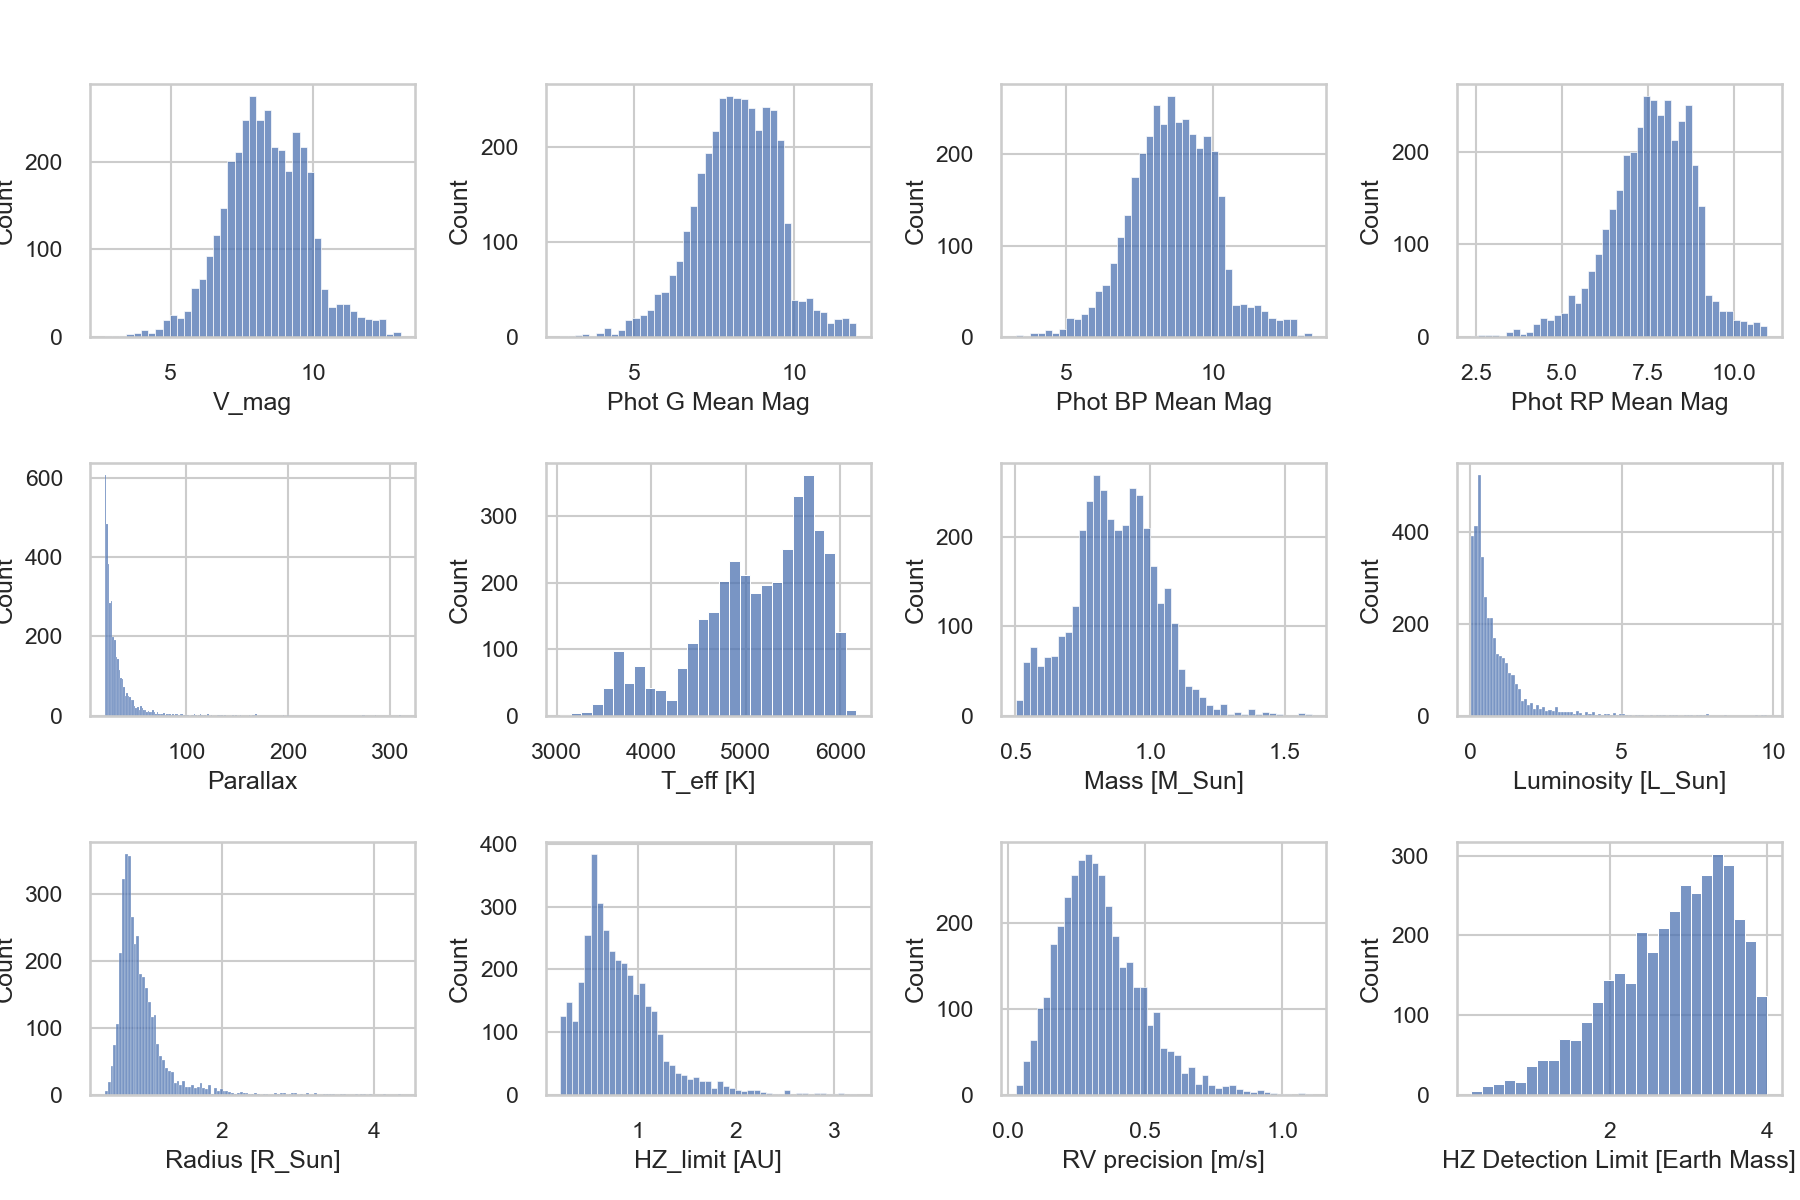 Count
200
100
0
5 10
V_mag
Count
200
100
0
5 10
Phot G Mean Mag
Count
200
100
0
5 10
Phot BP Mean Mag
Count
200
100
0
2.5 5.0 7.5 10.0
Phot RP Mean Mag
Count
600
400
200
0
100 200 300
Parallax
Count
300
200
100
0
3000 4000 5000 6000
T_eff [K]
Count
200
100
0
0.5 1.0 1.5
Mass [M_Sun]
Count
400
200
0
0 5 10
Luminosity [L_Sun]
Count
300
200
100
0
2 4
Radius [R_Sun]
Count
400
300
200
100
0
1 2 3
HZ_limit [AU]
Count
200
100
0
0.0 0.5 1.0
RV precision [m/s]
Count
300
200
100
0
2 4
HZ Detection Limit [Earth Mass]